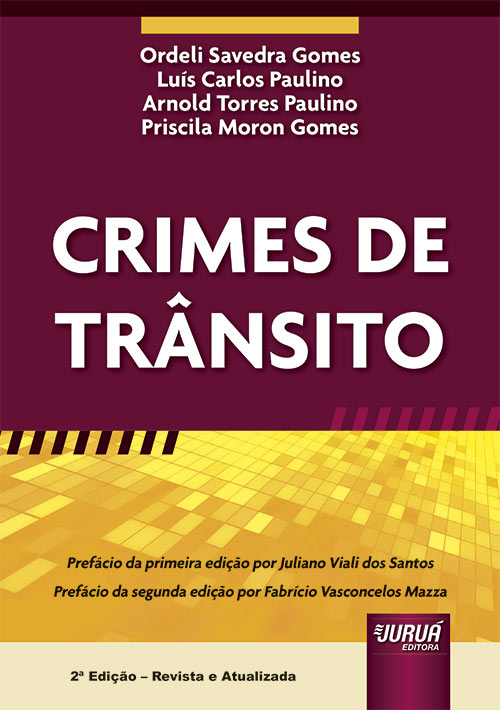 Ordeli Savedra Gomes
Luís Carlos Paulino
Arnold Torres Paulino
Priscila Moron Gomes
CRIMES DE
TRÂNSITO
Prefácio da primeira edição por Juliano Viali dos Santos
Prefácio da segunda edição por Fabrício Vasconcelos Mazza
JURUÁ
EDITORA
2ª Edição – Revista e Atualizada